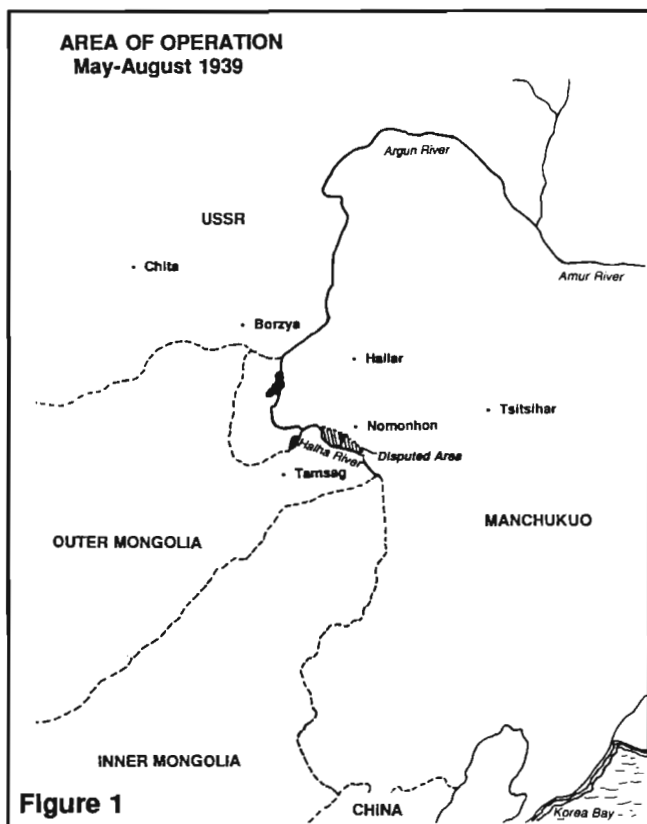 AREA OF OPERATION
May-August 1939
Argun River
USSR
Chita
Amur River
Borzya
Hailar
Tsitsihar
Nomonhon
Halha River
Disputed Area
Tamsag
MANCHUKUO
OUTER MONGOLIA
INNER MONGOLIA
Figure 1
CHINA
Korea Bay